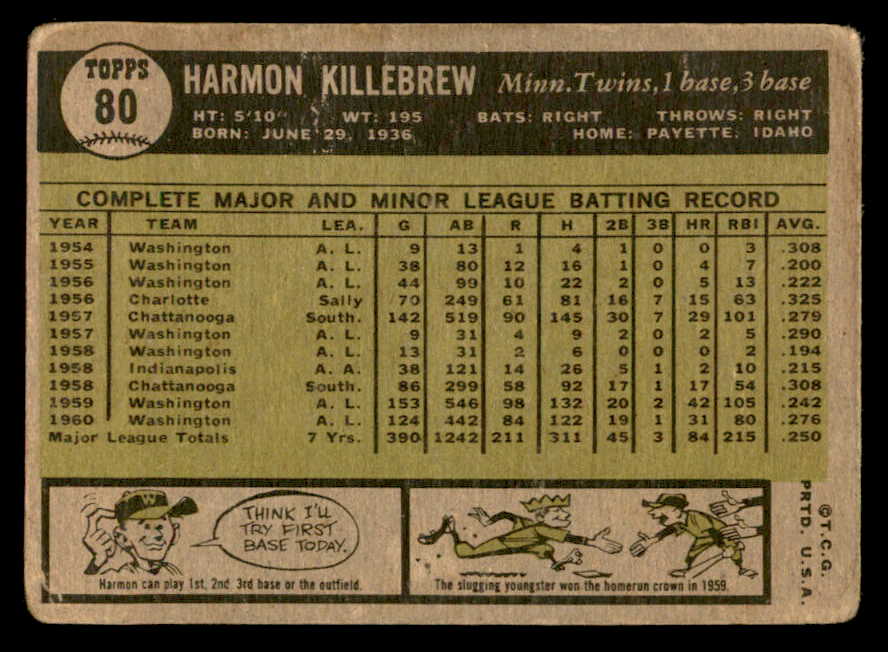 TOPPS
80
HARMON KILLEBREW Minn. Twins, 1 base, 3 base
HT: 5'10" WT: 195 BATS: RIGHT THROWS: RIGHT
BORN: JUNE 29, 1936 HOME: PAYETTE, IDAHO
COMPLETE MAJOR AND MINOR LEAGUE BATTING RECORD
YEAR TEAM LEA. G AB R H 2B 3B HR RBI AVG.
1954 Washington A. L. 9 13 1 4 1 0 0 3 .308
1955 Washington A. L. 38 80 12 16 1 0 4 7 .200
1956 Washington A. L. 44 99 10 22 2 0 5 13 .222
1956 Charlotte Sally 70 249 61 81 16 7 15 63 .325
1957 Chattanooga South. 142 519 90 145 30 7 29 101 .279
1957 Washington A. L. 9 31 4 9 2 0 2 5 .290
1958 Washington A. L. 13 31 2 6 0 0 0 2 .194
1958 Indianapolis A. A. 38 121 14 26 5 1 2 10 .215
1958 Chattanooga South. 86 299 58 92 17 1 17 54 .308
1959 Washington A. L. 153 546 98 132 20 2 42 105 .242
1960 Washington A. L. 124 442 84 122 19 1 31 80 .276
Major League Totals 7 Yrs. 390 1242 211 311 45 3 84 215 .250
W
THINK I'LL
TRY FIRST
BASE TODAY.
Harmon can play 1st, 2nd, 3rd base or the outfield.
The slugging youngster won the homerun crown in 1959.
©T.C.G.
PRTD. U.S.A.